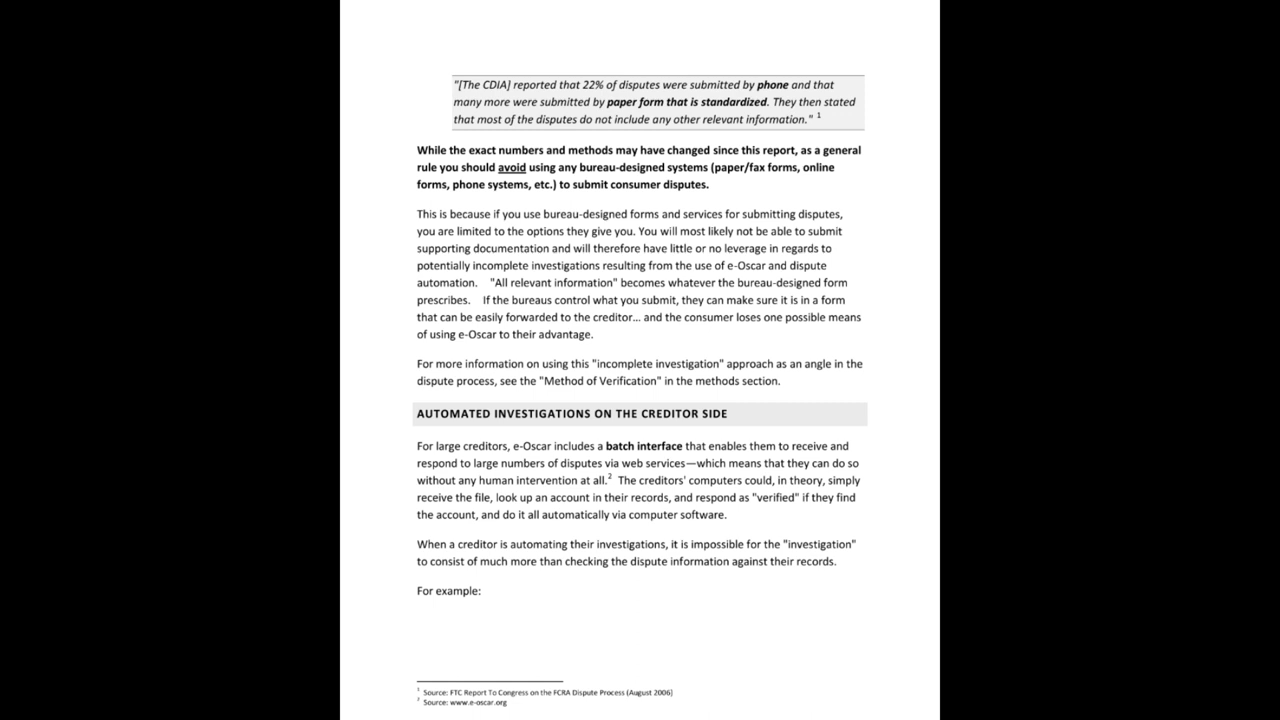 "[The CDIA] reported that 22% of disputes were submitted by phone and that
many more were submitted by paper form that is standardized. They then stated
that most of the disputes do not include any other relevant information." 1
While the exact numbers and methods may have changed since this report, as a general
rule you should avoid using any bureau-designed systems (paper/fax forms, online
forms, phone systems, etc.) to submit consumer disputes.
This is because if you use bureau-designed forms and services for submitting disputes,
you are limited to the options they give you. You will most likely not be able to submit
supporting documentation and will therefore have little or no leverage in regards to
potentially incomplete investigations resulting from the use of e-Oscar and dispute
automation. "All relevant information" becomes whatever the bureau-designed form
prescribes. If the bureaus control what you submit, they can make sure it is in a form
that can be easily forwarded to the creditor… and the consumer loses one possible means
of using e-Oscar to their advantage.
For more information on using this "incomplete investigation" approach as an angle in the
dispute process, see the "Method of Verification" in the methods section.
AUTOMATED INVESTIGATIONS ON THE CREDITOR SIDE
For large creditors, e-Oscar includes a batch interface that enables them to receive and
respond to large numbers of disputes via web services—which means that they can do so
without any human intervention at all.2 The creditors' computers could, in theory, simply
receive the file, look up an account in their records, and respond as "verified" if they find
the account, and do it all automatically via computer software.
When a creditor is automating their investigations, it is impossible for the "investigation"
to consist of much more than checking the dispute information against their records.
For example:
1 Source: FTC Report To Congress on the FCRA Dispute Process (August 2006)
2 Source: www.e-oscar.org